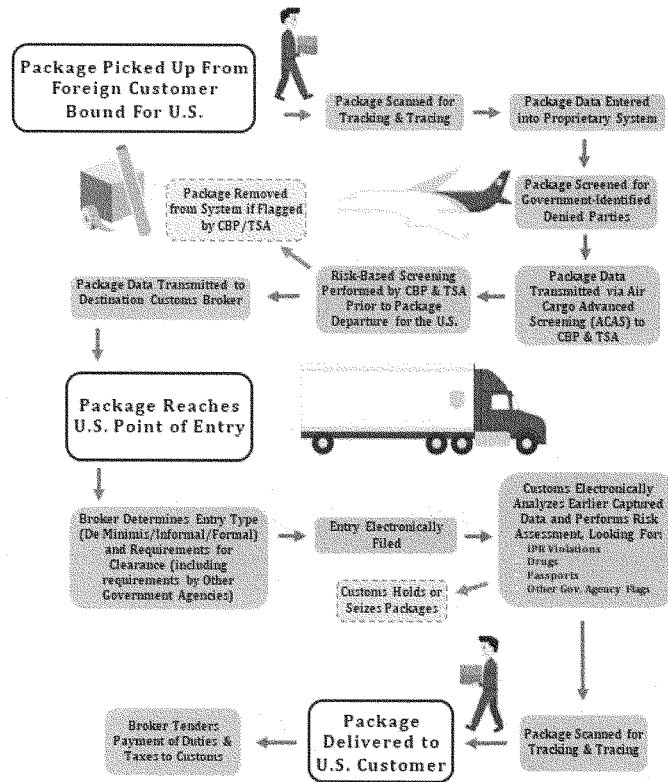 Package Picked Up From
Foreign Customer
Bound For U.S.
Package Scanned for
Tracking & Tracing
Package Data Entered
into Proprietary System
Package Screened for
Government-Identified
Denied Parties
Package Data
Transmitted via Air
Cargo Advanced
Screening (ACAS) to
CBP & TSA
Risk-Based Screening
Performed by CBP & TSA
Prior to Package
Departure for the U.S.
Package Removed
from System if Flagged
by CBP/TSA
Package Data Transmitted to
Destination Customs Broker
Package Reaches
U.S. Point of Entry
Broker Determines Entry Type
(De Minimis/Informal/Formal)
and Requirements for
Clearance (including
requirements by Other
Government Agencies)
Entry Electronically
Filed
Customs Electronically
Analyzes Earlier Captured
Data and Performs Risk
Assessment, Looking For:
IPR Violations
Drugs
Passports
Other Gov. Agency Flags
Customs Holds or
Seizes Packages
Package Scanned for
Tracking & Tracing
Package
Delivered to
U.S. Customer
Broker Tenders
Payment of Duties &
Taxes to Customs